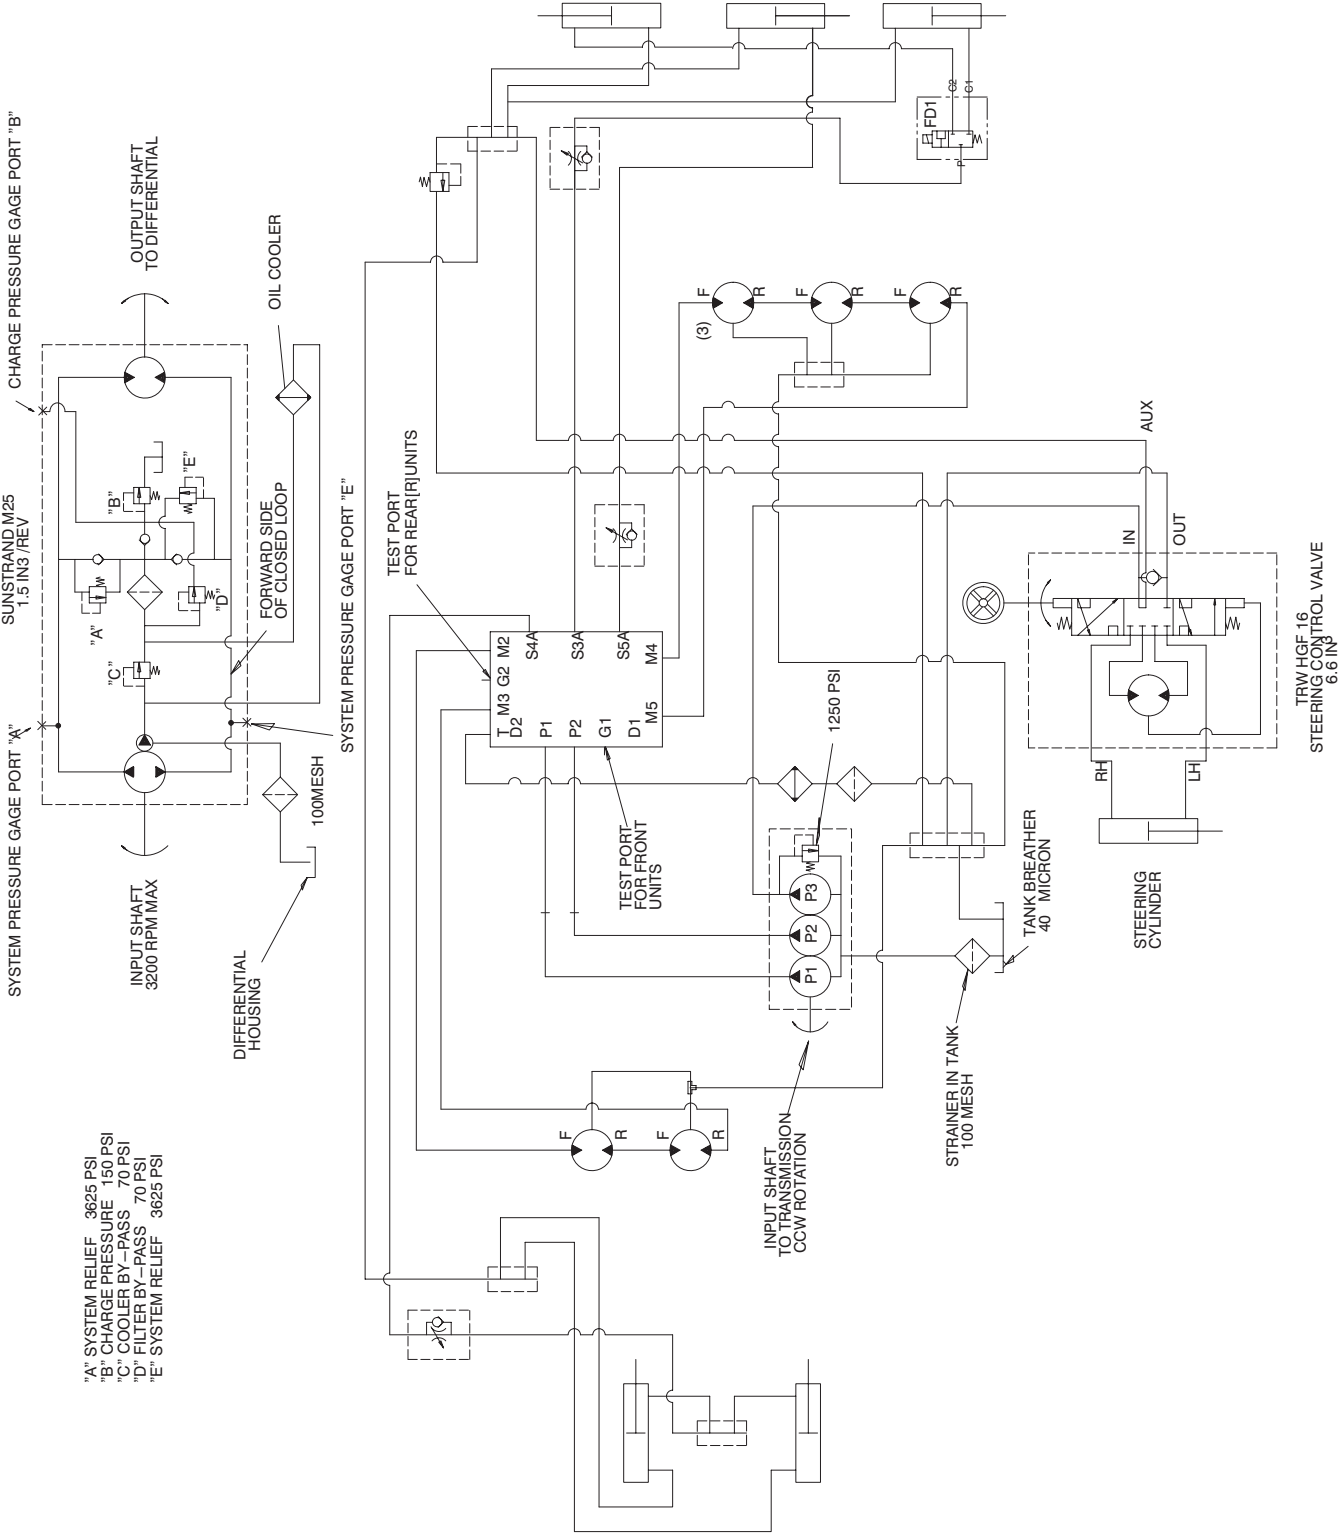 SUNSTRAND M25
1.5 IN3 /REV
SYSTEM PRESSURE GAGE PORT "A"
CHARGE PRESSURE GAGE PORT "B"
INPUT SHAFT
3200 RPM MAX
OUTPUT SHAFT
TO DIFFERENTIAL
"A"
"B"
"C"
"D"
"E"
OIL COOLER
FORWARD SIDE
OF CLOSED LOOP
SYSTEM PRESSURE GAGE PORT "E"
100MESH
DIFFERENTIAL
HOUSING
"A" SYSTEM RELIEF 3625 PSI
"B" CHARGE PRESSURE 150 PSI
"C" COOLER BY–PASS 70 PSI
"D" FILTER BY–PASS 70 PSI
"E" SYSTEM RELIEF 3625 PSI
TEST PORT
FOR REAR[R]UNITS
T M3 G2 M2
D2
S4A
P1
P2
S3A
G1
S5A
D1
M5
M4
TEST PORT
FOR FRONT
UNITS
1250 PSI
P1
P2
P3
INPUT SHAFT
TO TRANSMISSION
CCW ROTATION
STRAINER IN TANK
100 MESH
TANK BREATHER
40 MICRON
F
R
F
R
(3)
F
R
F
R
F
R
FD1
C2
C1
P
AUX
IN
OUT
RH
LH
STEERING
CYLINDER
TRW HGF 16
STEERING CONTROL VALVE
6.6 IN3